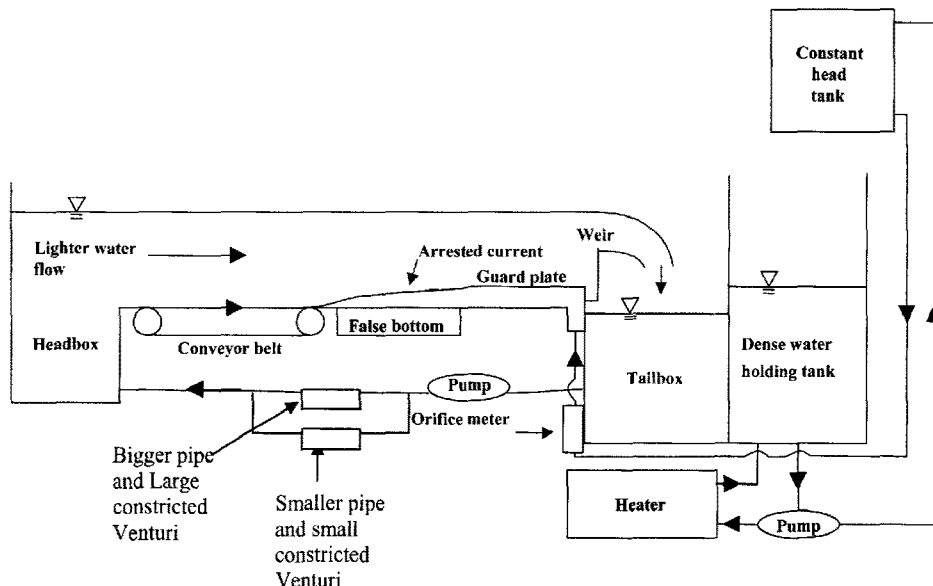 Constant
head
tank
Lighter water
flow
Arrested current
Weir
Guard plate
False bottom
Headbox
Conveyor belt
Pump
Orifice meter
Tailbox
Dense water
holding tank
Bigger pipe
and Large
constricted
Venturi
Smaller pipe
and small
constricted
Venturi
Heater
Pump